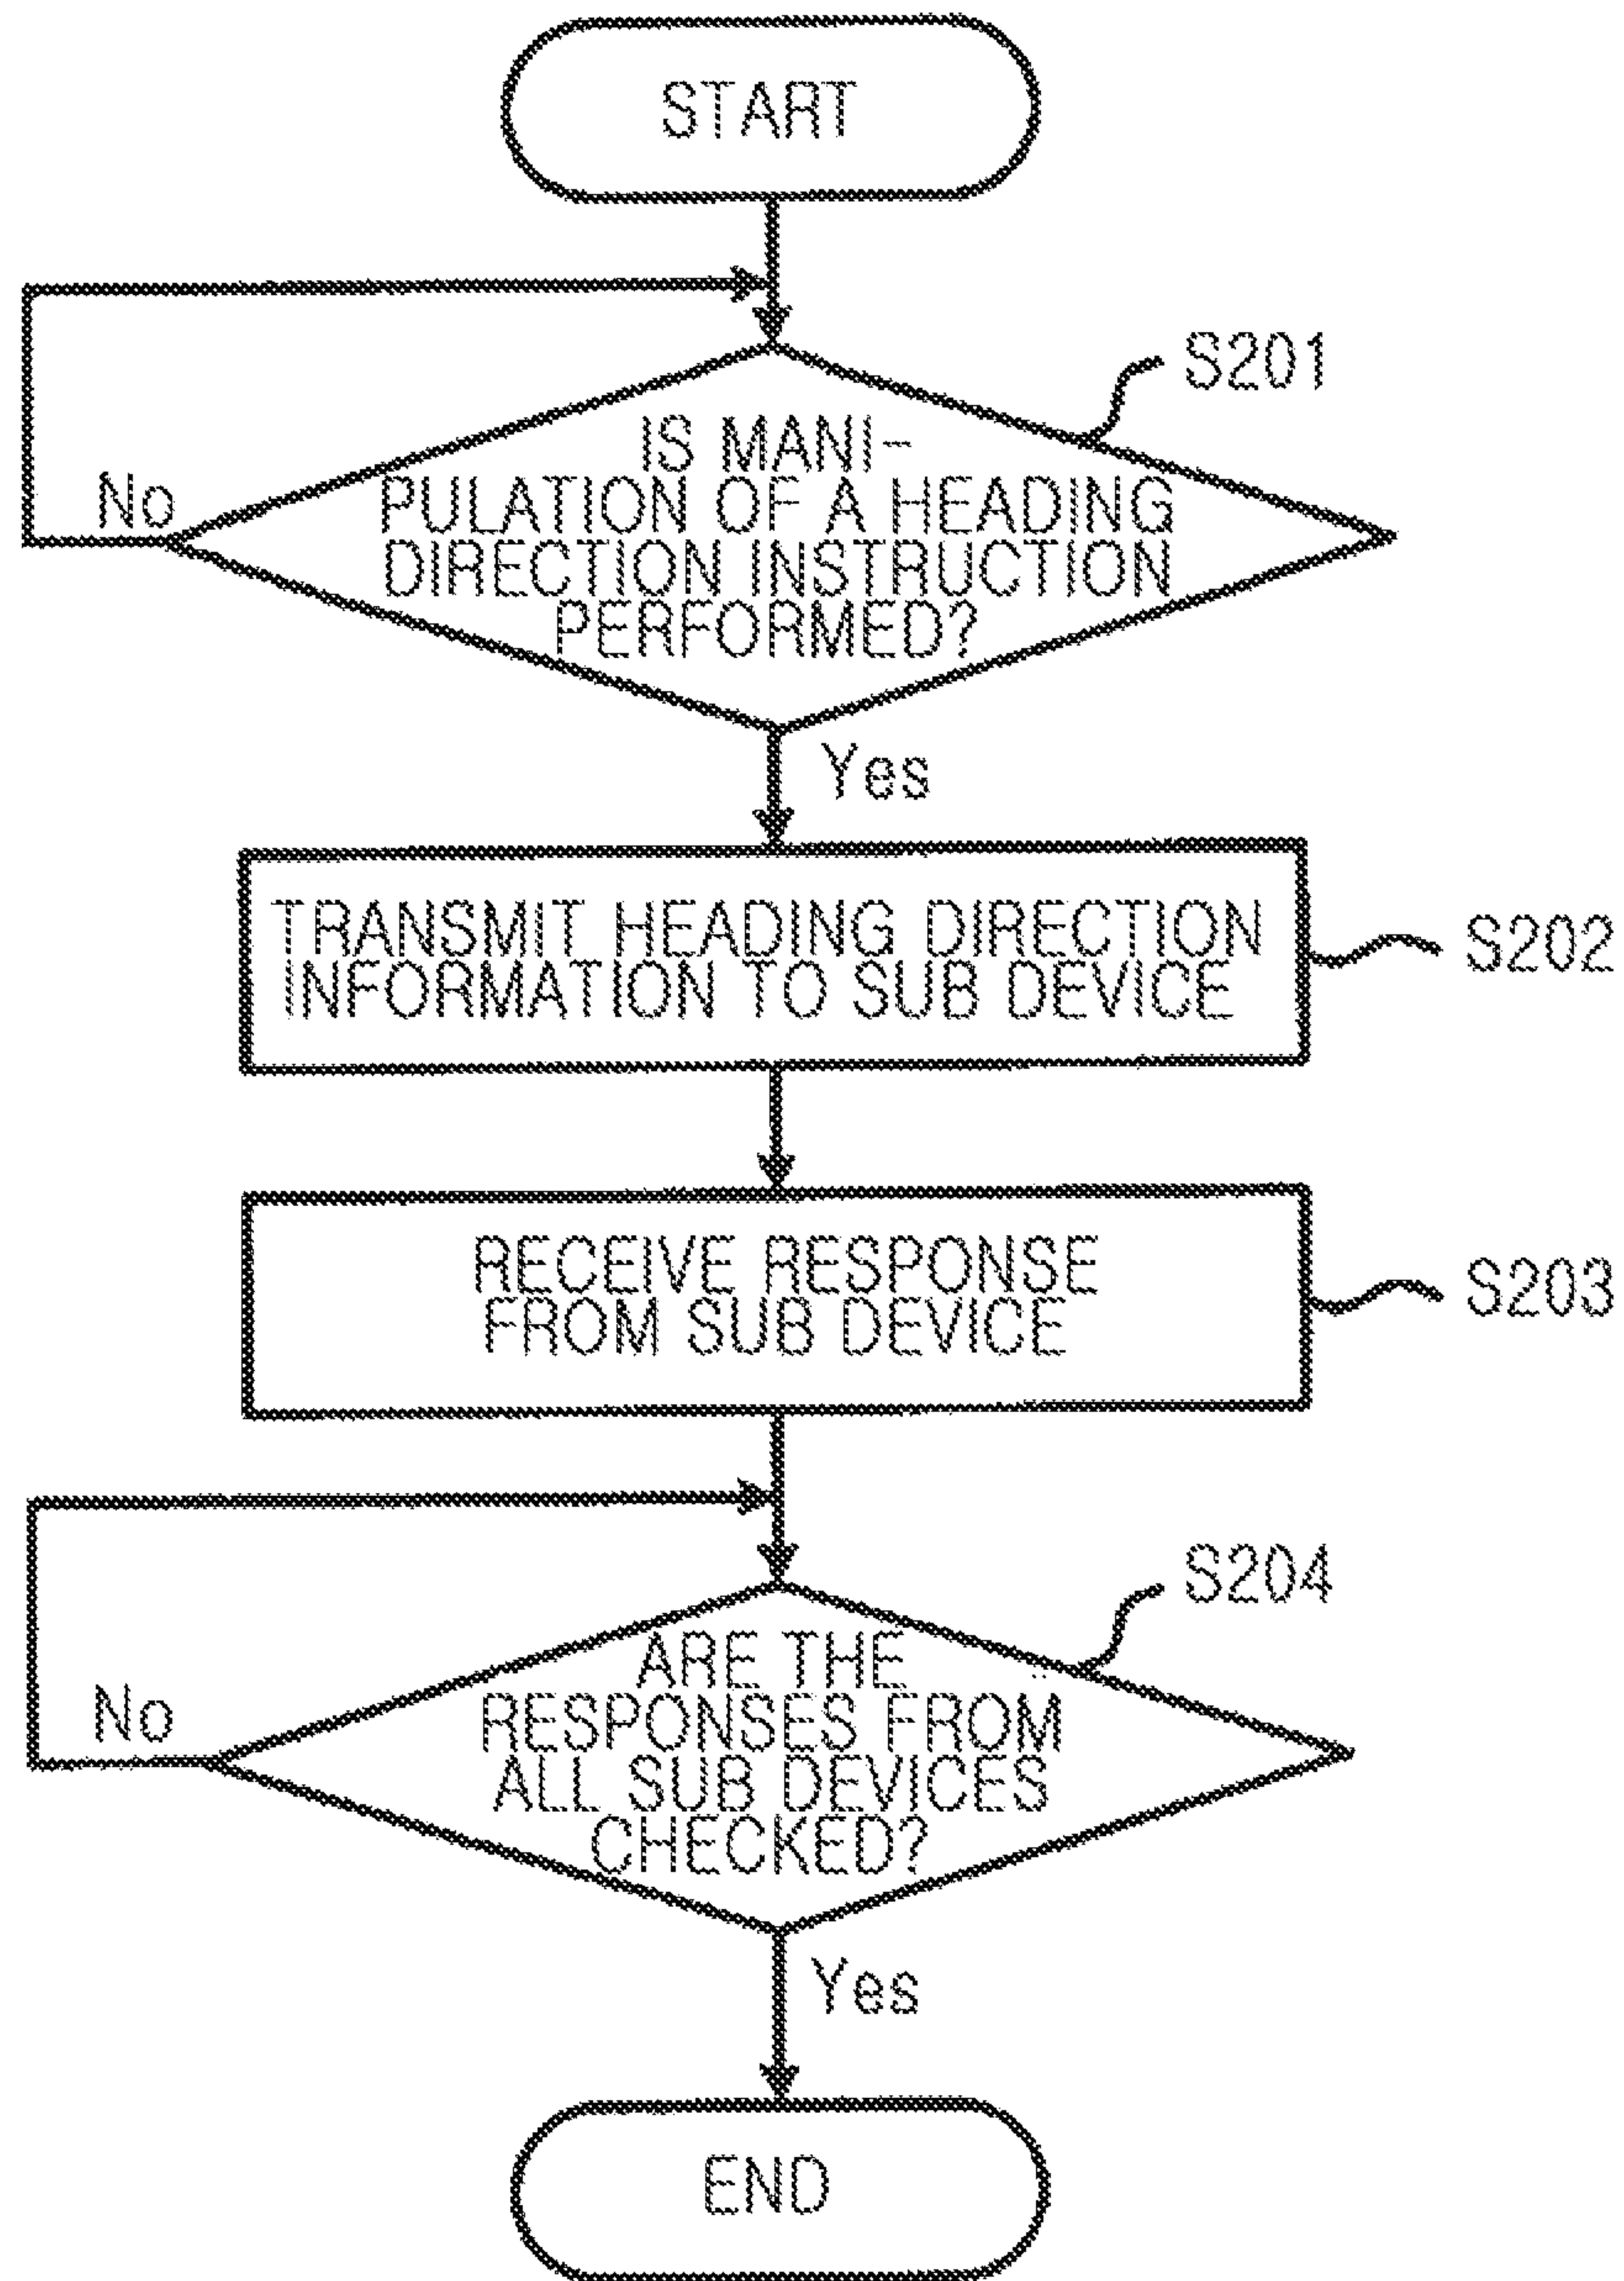 START
S201
IS MANI-
PULATION OF A HEADING
DIRECTION INSTRUCTION
PERFORMED?
No
Yes
TRANSMIT HEADING DIRECTION
INFORMATION TO SUB DEVICE
S202
RECEIVE RESPONSE
FROM SUB DEVICE
S203
S204
ARE THE
RESPONSES FROM
ALL SUB DEVICES
CHECKED?
No
Yes
END